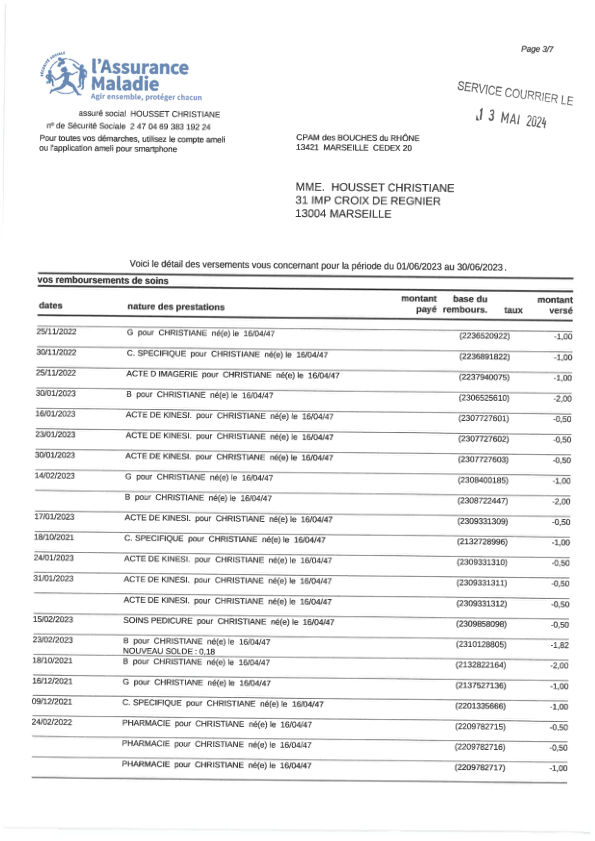 Page 3/7
SÉCURITÉ SOCIALE
l'Assurance
Maladie
Agir ensemble, protéger chacun
SERVICE COURRIER LE
13 MAI 2024
assuré social HOUSSET CHRISTIANE
nº de Sécurité Sociale 2 47 04 69 383 192 24
Pour toutes vos démarches, utilisez le compte ameli
ou l'application ameli pour smartphone
CPAM des BOUCHES du RHÔNE
13421 MARSEILLE CEDEX 20
MME. HOUSSET CHRISTIANE
31 IMP CROIX DE REGNIER
13004 MARSEILLE
Voici le détail des versements vous concernant pour la période du 01/06/2023 au 30/06/2023.
vos remboursements de soins
dates nature des prestations montant payé base du rembours. taux montant versé
25/11/2022 G pour CHRISTIANE né(e) le 16/04/47 (2236520922) -1,00
30/11/2022 C. SPECIFIQUE pour CHRISTIANE né(e) le 16/04/47 (2236891822) -1,00
25/11/2022 ACTE D IMAGERIE pour CHRISTIANE né(e) le 16/04/47 (2237940075) -1,00
30/01/2023 B pour CHRISTIANE né(e) le 16/04/47 (2306525610) -2,00
16/01/2023 ACTE DE KINESI. pour CHRISTIANE né(e) le 16/04/47 (2307727601) -0,50
23/01/2023 ACTE DE KINESI. pour CHRISTIANE né(e) le 16/04/47 (2307727602) -0,50
30/01/2023 ACTE DE KINESI. pour CHRISTIANE né(e) le 16/04/47 (2307727603) -0,50
14/02/2023 G pour CHRISTIANE né(e) le 16/04/47 (2308400185) -1,00
B pour CHRISTIANE né(e) le 16/04/47 (2308722447) -2,00
17/01/2023 ACTE DE KINESI. pour CHRISTIANE né(e) le 16/04/47 (2309331309) -0,50
18/10/2021 C. SPECIFIQUE pour CHRISTIANE né(e) le 16/04/47 (2132728996) -1,00
24/01/2023 ACTE DE KINESI. pour CHRISTIANE né(e) le 16/04/47 (2309331310) -0,50
31/01/2023 ACTE DE KINESI. pour CHRISTIANE né(e) le 16/04/47 (2309331311) -0,50
ACTE DE KINESI. pour CHRISTIANE né(e) le 16/04/47 (2309331312) -0,50
15/02/2023 SOINS PEDICURE pour CHRISTIANE né(e) le 16/04/47 (2309858098) -0,50
23/02/2023 B pour CHRISTIANE né(e) le 16/04/47 (2310128805) -1,82
NOUVEAU SOLDE : 0,18
18/10/2021 B pour CHRISTIANE né(e) le 16/04/47 (2132822164) -2,00
16/12/2021 G pour CHRISTIANE né(e) le 16/04/47 (2137527136) -1,00
09/12/2021 C. SPECIFIQUE pour CHRISTIANE né(e) le 16/04/47 (2201335666) -1,00
24/02/2022 PHARMACIE pour CHRISTIANE né(e) le 16/04/47 (2209782715) -0,50
PHARMACIE pour CHRISTIANE né(e) le 16/04/47 (2209782716) -0,50
PHARMACIE pour CHRISTIANE né(e) le 16/04/47 (2209782717) -1,00